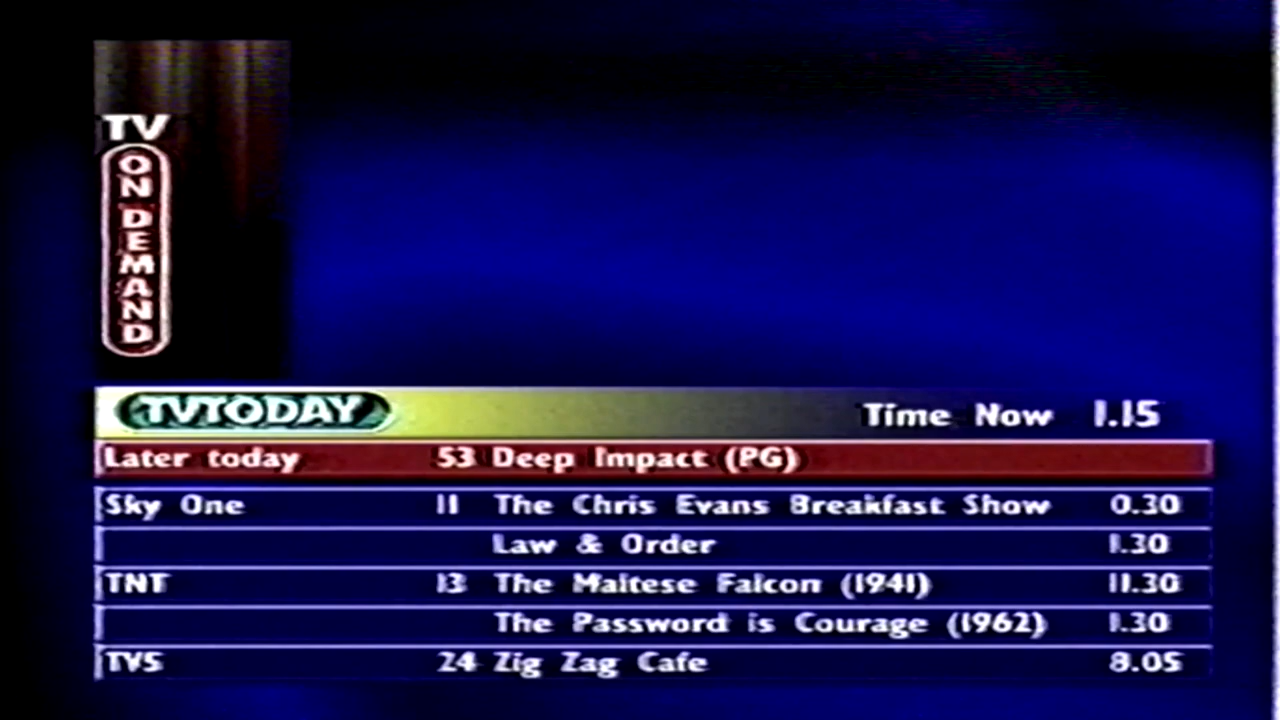 TV
ON DEMAND
TVTODAY Time Now 1.15
Later today 53 Deep Impact (PG)
Sky One 11 The Chris Evans Breakfast Show 0.30
Law & Order 1.30
TNT 13 The Maltese Falcon (1941) 11.30
The Password is Courage (1962) 1.30
TV5 24 Zig Zag Cafe 8.05